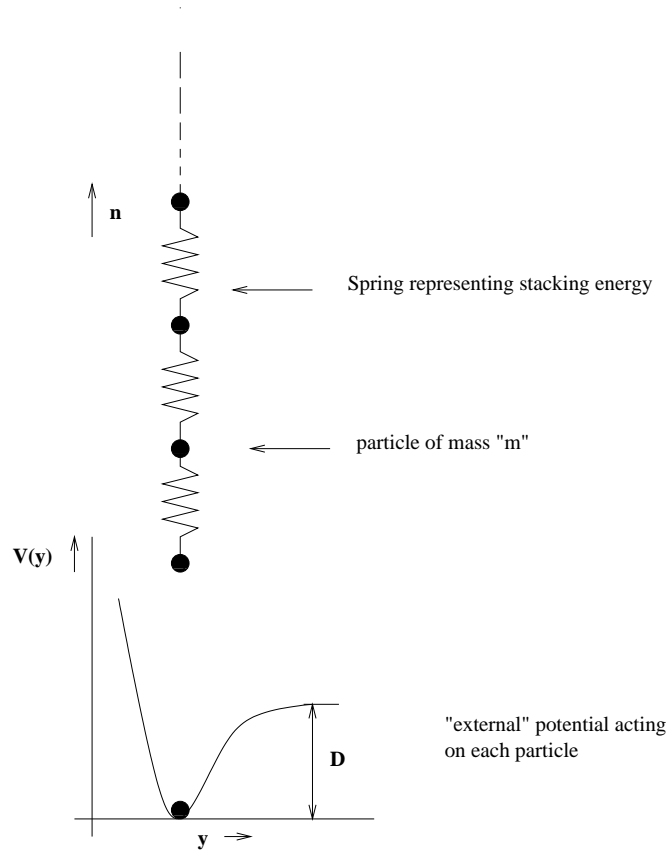 n
Spring representing stacking energy
particle of mass "m"
V(y)
"external" potential acting
on each particle
D
y